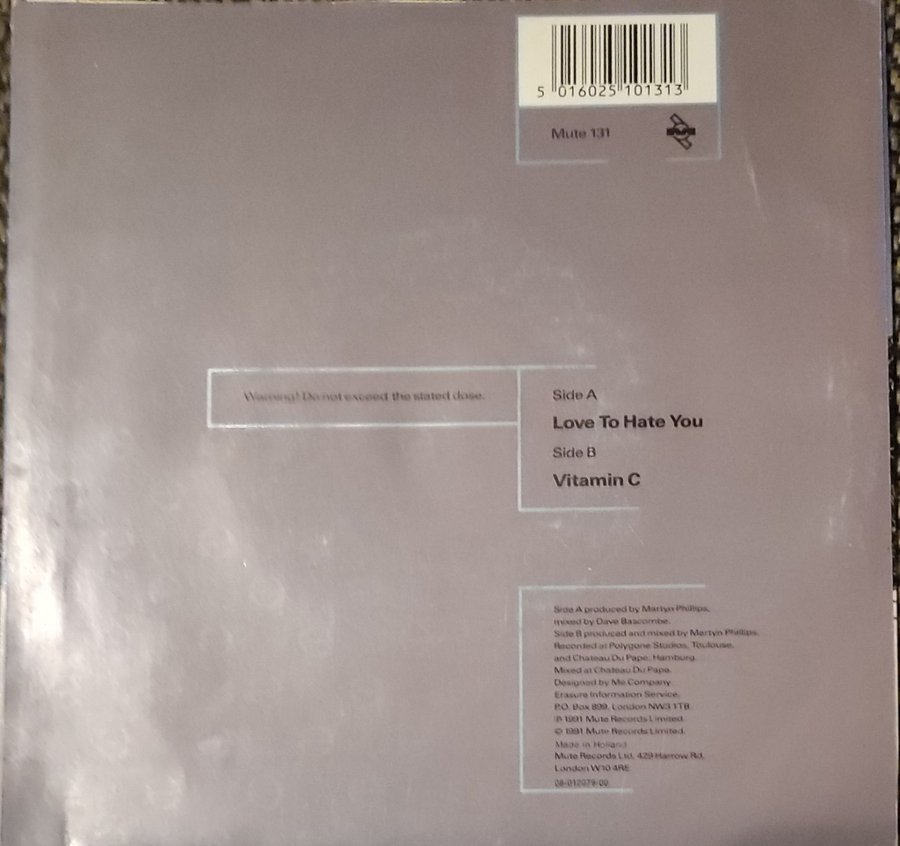 5 016025 101313
Mute 131
Warning! Do not exceed the stated dose.
Side A
Love To Hate You
Side B
Vitamin C
Side A produced by Martyn Phillips,
mixed by Dave Bascombe.
Side B produced and mixed by Martyn Phillips.
Recorded at Polygone Studios, Toulouse,
and Chateau Du Pape, Hamburg.
Mixed at Chateau Du Pape.
Designed by Me Company.
Erasure Information Service,
P.O. Box 899, London NW3 1TB.
℗ 1991 Mute Records Limited.
© 1991 Mute Records Limited.
Made in Holland
Mute Records Ltd, 429 Harrow Rd,
London W10 4RE
08-012079-00